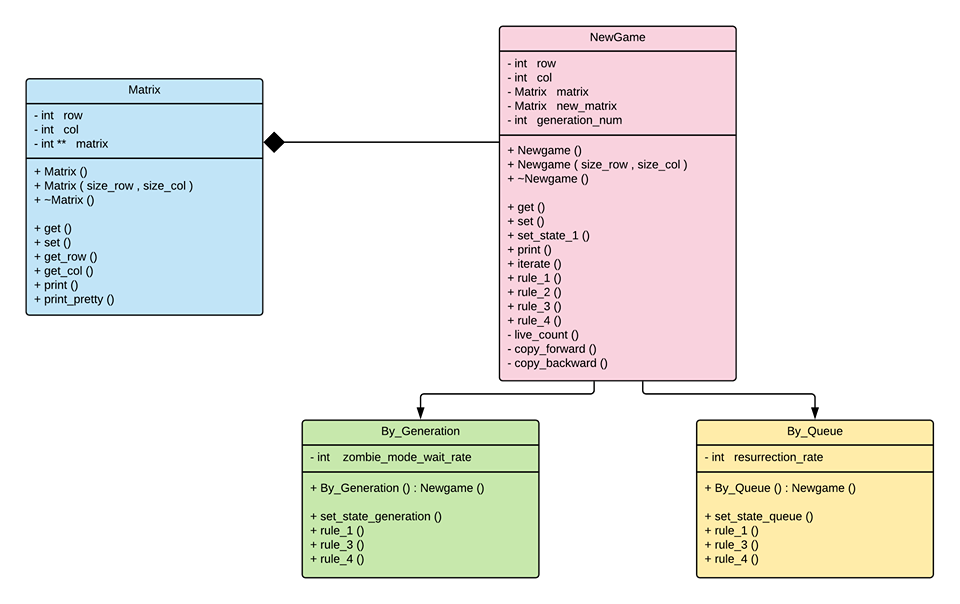 Matrix
- int row
- int col
- int ** matrix
+ Matrix ()
+ Matrix ( size_row , size_col )
+ ~Matrix ()
+ get ()
+ set ()
+ get_row ()
+ get_col ()
+ print ()
+ print_pretty ()
NewGame
- int row
- int col
- Matrix matrix
- Matrix new_matrix
- int generation_num
+ Newgame ()
+ Newgame ( size_row , size_col )
+ ~Newgame ()
+ get ()
+ set ()
+ set_state_1 ()
+ print ()
+ iterate ()
+ rule_1 ()
+ rule_2 ()
+ rule_3 ()
+ rule_4 ()
- live_count ()
- copy_forward ()
- copy_backward ()
By_Generation
- int zombie_mode_wait_rate
+ By_Generation () : Newgame ()
+ set_state_generation ()
+ rule_1 ()
+ rule_3 ()
+ rule_4 ()
By_Queue
- int resurrection_rate
+ By_Queue () : Newgame ()
+ set_state_queue ()
+ rule_1 ()
+ rule_3 ()
+ rule_4 ()